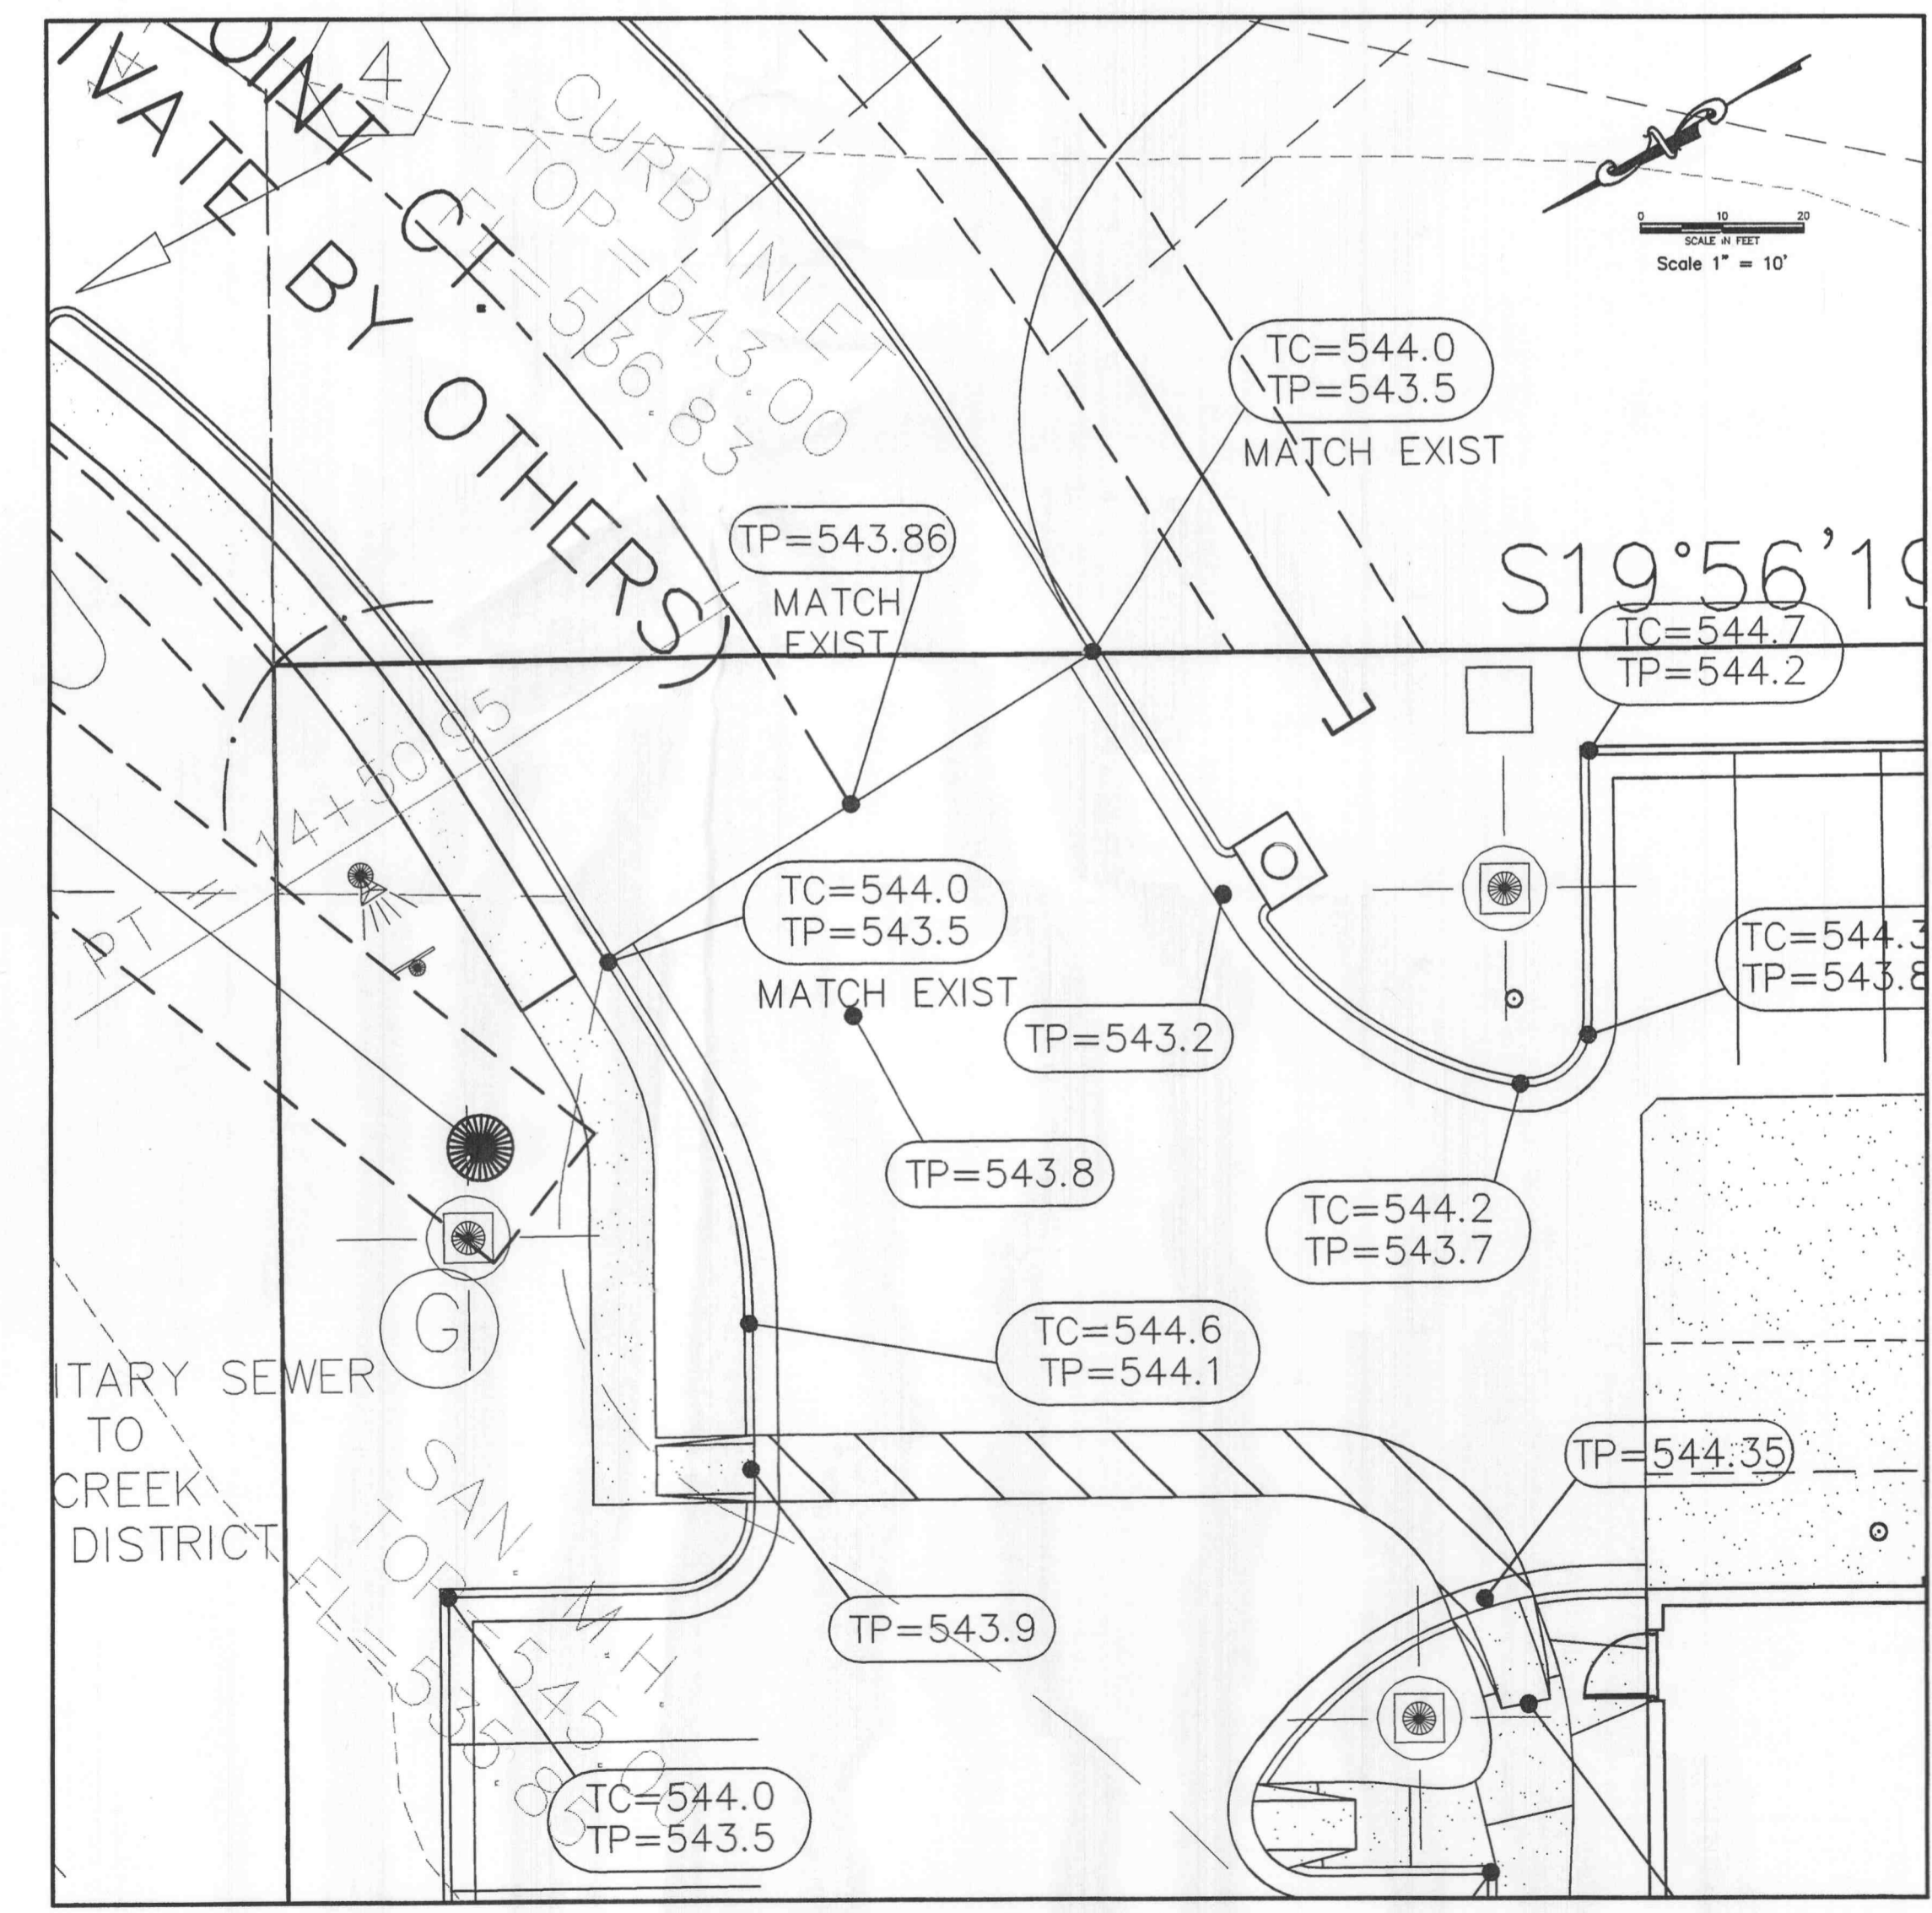 OINT CT.
IVATE BY OTHERS)
4
CURB INLET
TOP=543.00
FL=536.83
0 10 20
SCALE IN FEET
Scale 1" = 10'
TC=544.0
TP=543.5
MATCH EXIST
TP=543.86
MATCH
EXIST
S19°56'19
TC=544.7
TP=544.2
PT = 14+50.95
TC=544.0
TP=543.5
MATCH EXIST
TC=544.3
TP=543.8
TP=543.2
TP=543.8
TC=544.2
TP=543.7
G
TC=544.6
TP=544.1
ITARY SEWER
TO
CREEK
DISTRICT
TP=544.35
SAN. M.H.
TOP=545.00
FL=535.85
TP=543.9
TC=544.0
TP=543.5